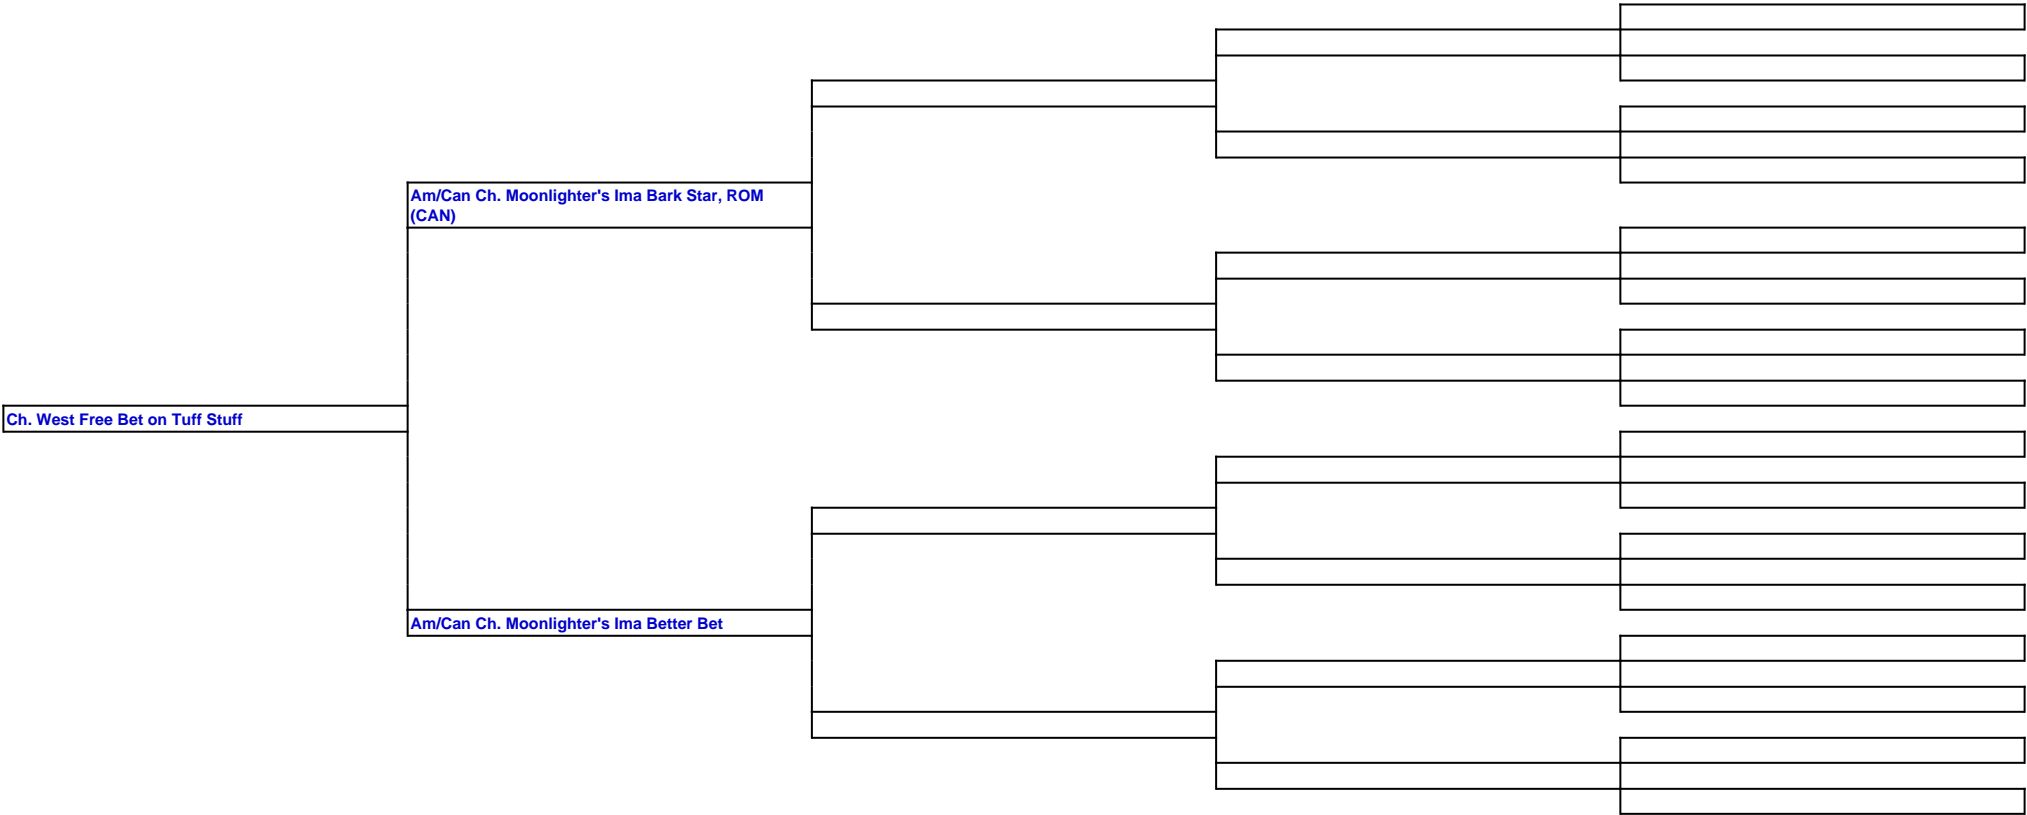 Am/Can Ch. Moonlighter's Ima Bark Star, ROM
(CAN)
Ch. West Free Bet on Tuff Stuff
Am/Can Ch. Moonlighter's Ima Better Bet